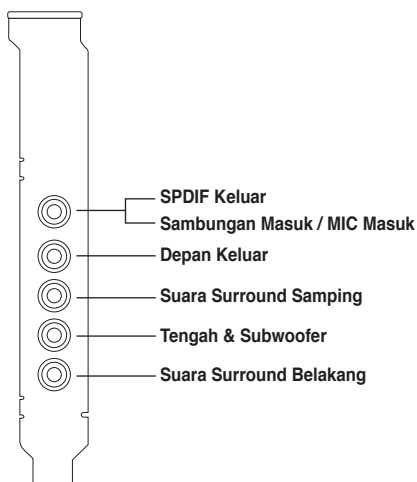 SPDIF Keluar
Sambungan Masuk / MIC Masuk
Depan Keluar
Suara Surround Samping
Tengah & Subwoofer
Suara Surround Belakang